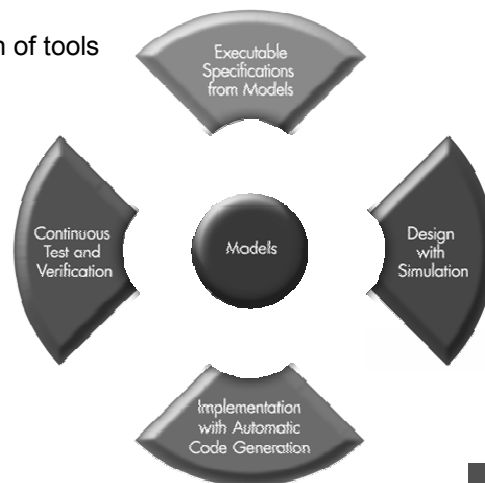 n of tools
Executable
Specifications
from Models
Continuous
Test and
Verification
Models
Design
with
Simulation
Implementation
with Automatic
Code Generation